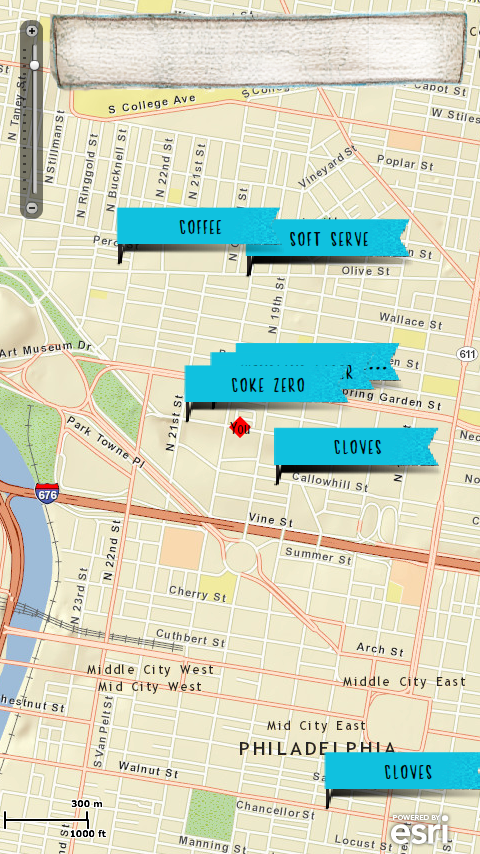 Cabot St
S College Ave
W Stiles
N Taney St
N Stillman St
N Ringgold St
N Bucknell St
N 22nd St
N 21st St
Vineyard St
Poplar St
COFFEE
SOFT SERVE
Olive St
N 19th St
Wallace St
611
Art Museum Dr
COKE ZERO
N 21st St
You
Park Towne Pl
CLOVES
Callowhill St
676
Vine St
Summer St
N 22nd St
N 23rd St
Cherry St
Cuthbert St
Arch St
Middle City West
Mid City West
Middle City East
Mid City East
PHILADELPHIA
S Van Pelt St
Walnut St
CLOVES
300 m
1000 ft
Chancellor St
POWERED BY
esri
Manning St
Locust St